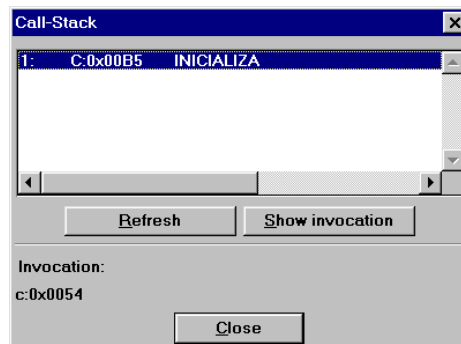 Call-Stack
1: C:0x00B5 INICIALIZA
Refresh Show invocation
Invocation:
c:0x0054
Close